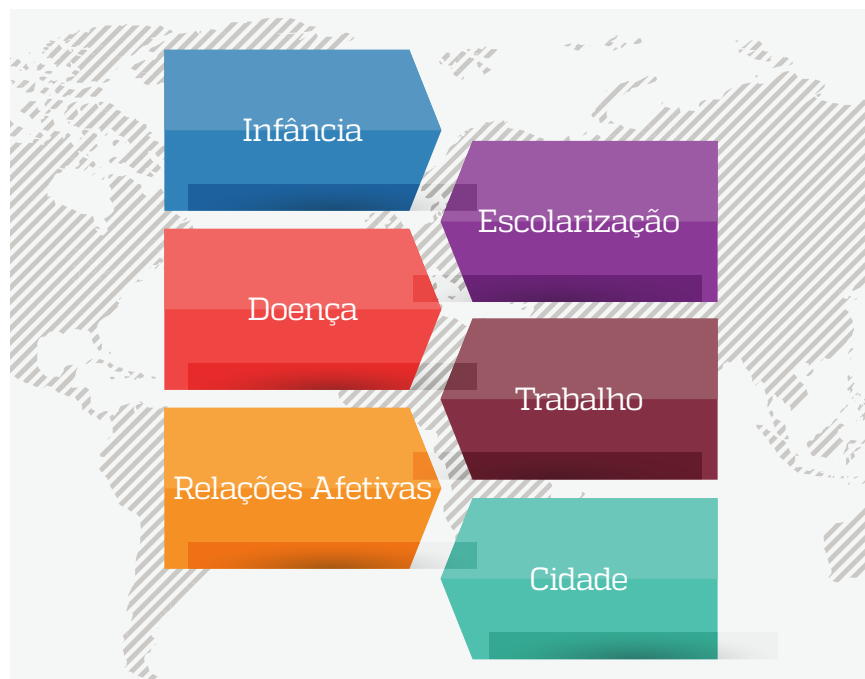 Infância
Escolarização
Doença
Trabalho
Relações Afetivas
Cidade